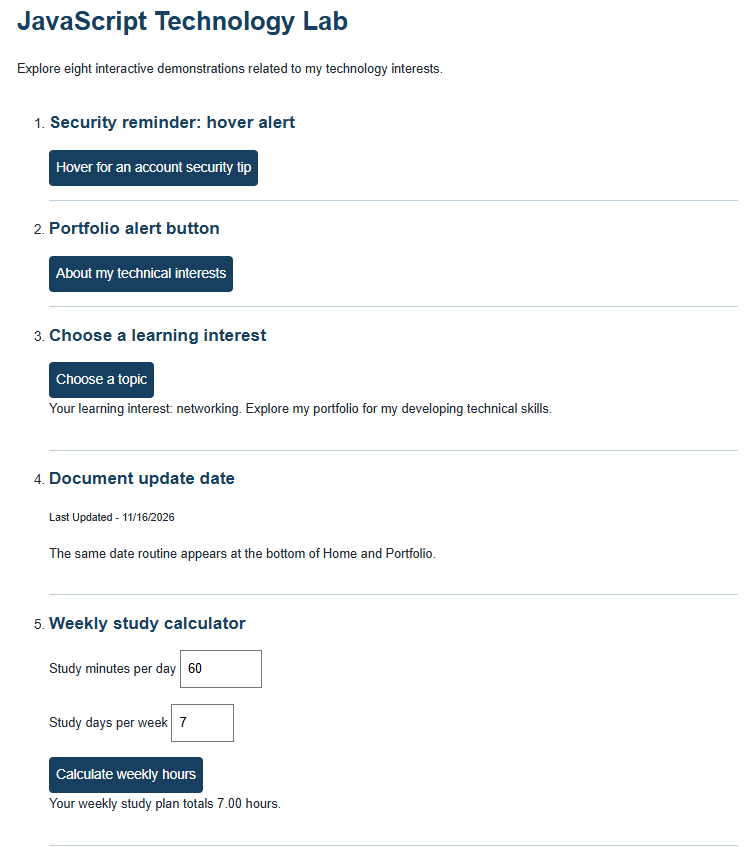 JavaScript Technology Lab
Explore eight interactive demonstrations related to my technology interests.
1. Security reminder: hover alert
Hover for an account security tip
2. Portfolio alert button
About my technical interests
3. Choose a learning interest
Choose a topic
Your learning interest: networking. Explore my portfolio for my developing technical skills.
4. Document update date
Last Updated - 11/16/2026
The same date routine appears at the bottom of Home and Portfolio.
5. Weekly study calculator
Study minutes per day 60
Study days per week 7
Calculate weekly hours
Your weekly study plan totals 7.00 hours.